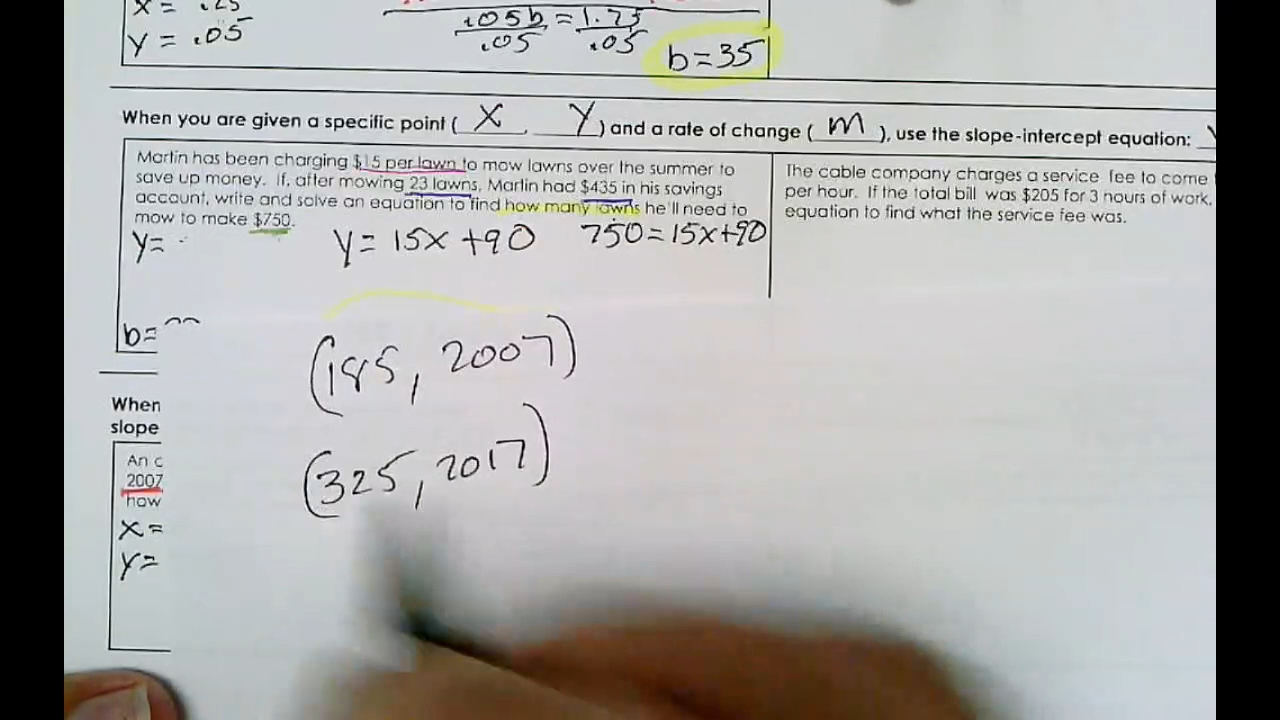 x = .25
y = .05
.05b = 1.75
.05 .05
b = 35
When you are given a specific point ( x , y ) and a rate of change ( m ), use the slope-intercept equation:
Martin has been charging $15 per lawn to mow lawns over the summer to
save up money. If, after mowing 23 lawns, Martin had $435 in his savings
account, write and solve an equation to find how many lawns he'll need to
mow to make $750.
y=
y = 15x + 90
750 = 15x+90
b=
The cable company charges a service fee to come
per hour. If the total bill was $205 for 3 hours of work,
equation to find what the service fee was.
(185, 2007)
(325, 2017)
When
slope
An
2007
how
x =
y =